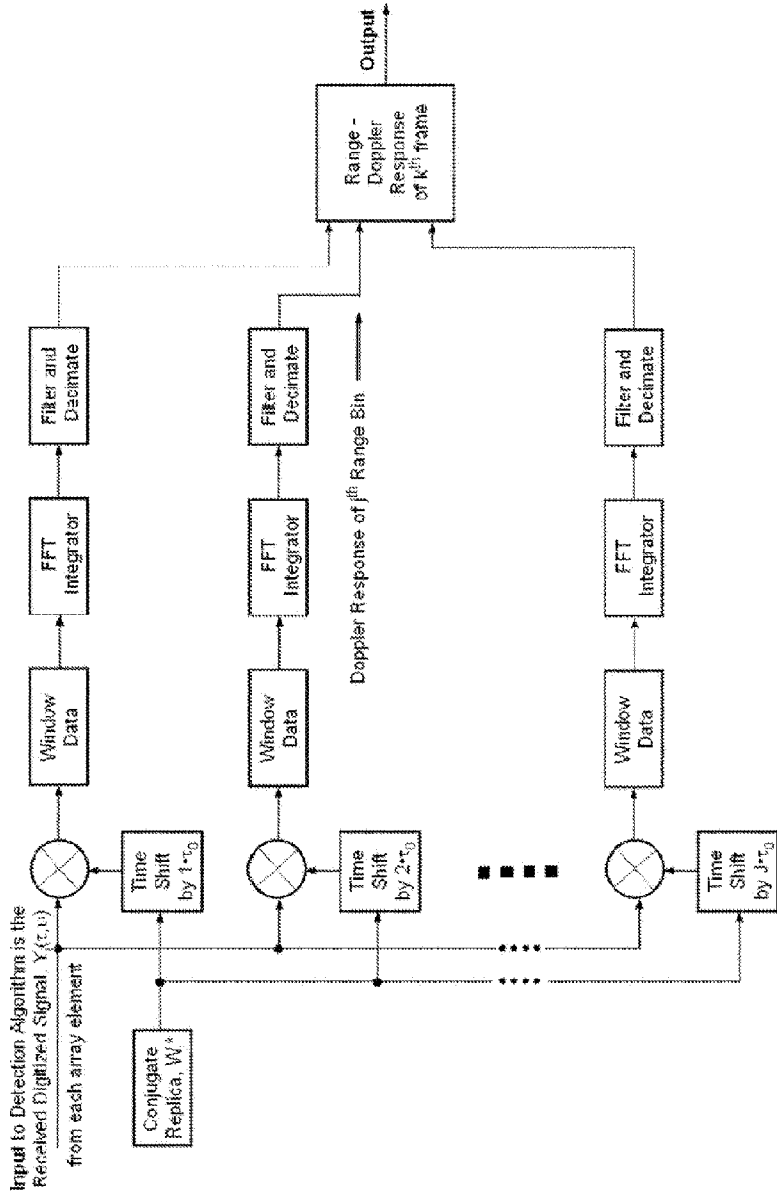 Input to Detection Algorithm is the
Received Digitized Signal, Y(τ,υ)
from each array element
Conjugate
Replica, W*
Time
Shift
by 1•τ0
Window
Data
FFT
Integrator
Filter and
Decimate
Time
Shift
by 2•τ0
Window
Data
FFT
Integrator
Filter and
Decimate
Doppler Response of jth Range Bin
Time
Shift
by J•τ0
Window
Data
FFT
Integrator
Filter and
Decimate
Range -
Doppler
Response
of kth frame
Output